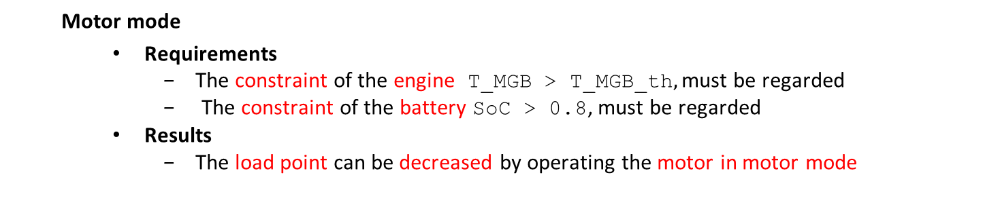 Motor mode
• Requirements
− The constraint of the engine T_MGB > T_MGB_th, must be regarded
− The constraint of the battery SoC > 0.8, must be regarded
• Results
− The load point can be decreased by operating the motor in motor mode